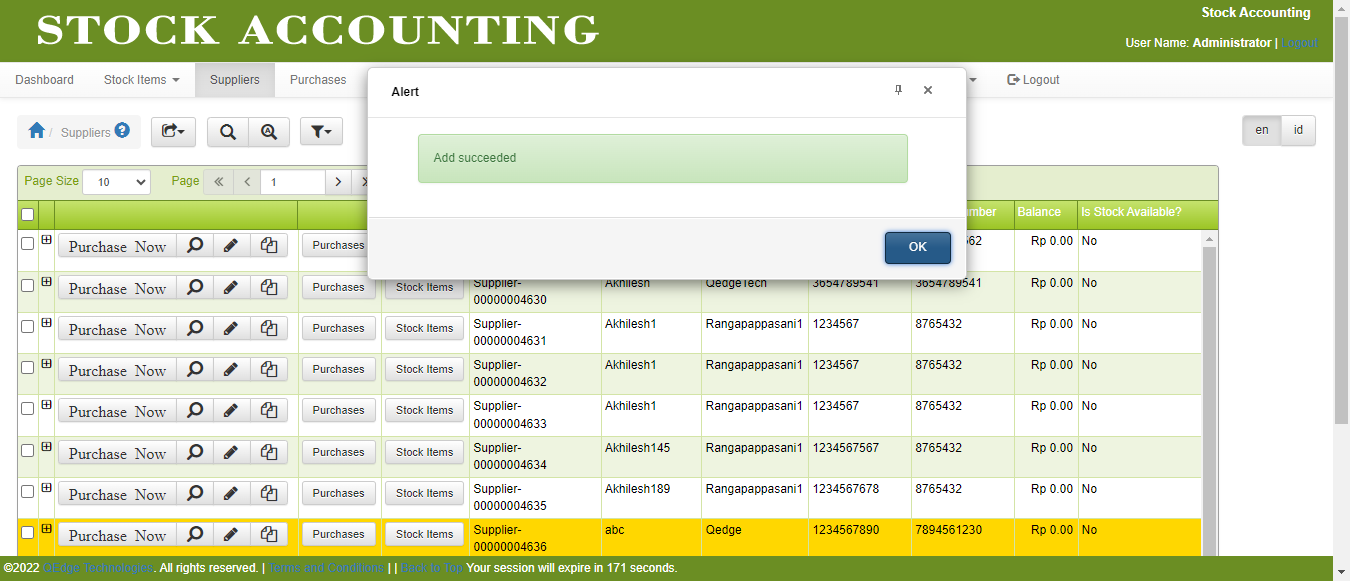 STOCK ACCOUNTING
Stock Accounting
User Name: Administrator | Logout
Dashboard Stock Items Suppliers Purchases Logout
Alert
Add succeeded
OK
/ Suppliers ?
en id
Page Size 10 Page 1
Balance Is Stock Available?
Purchase Now Purchases Rp 0.00 No
Purchase Now Purchases Stock Items Supplier- Akhilesh QedgeTech 3654789541 3654789541 Rp 0.00 No
00000004630
Purchase Now Purchases Stock Items Supplier- Akhilesh1 Rangapappasani1 1234567 8765432 Rp 0.00 No
00000004631
Purchase Now Purchases Stock Items Supplier- Akhilesh1 Rangapappasani1 1234567 8765432 Rp 0.00 No
00000004632
Purchase Now Purchases Stock Items Supplier- Akhilesh1 Rangapappasani1 1234567 8765432 Rp 0.00 No
00000004633
Purchase Now Purchases Stock Items Supplier- Akhilesh145 Rangapappasani1 1234567567 8765432 Rp 0.00 No
00000004634
Purchase Now Purchases Stock Items Supplier- Akhilesh189 Rangapappasani1 1234567678 8765432 Rp 0.00 No
00000004635
Purchase Now Purchases Stock Items Supplier- abc Qedge 1234567890 7894561230 Rp 0.00 No
00000004636
©2022 QEdge Technologies. All rights reserved. | Terms and Conditions | | Back to Top Your session will expire in 171 seconds.